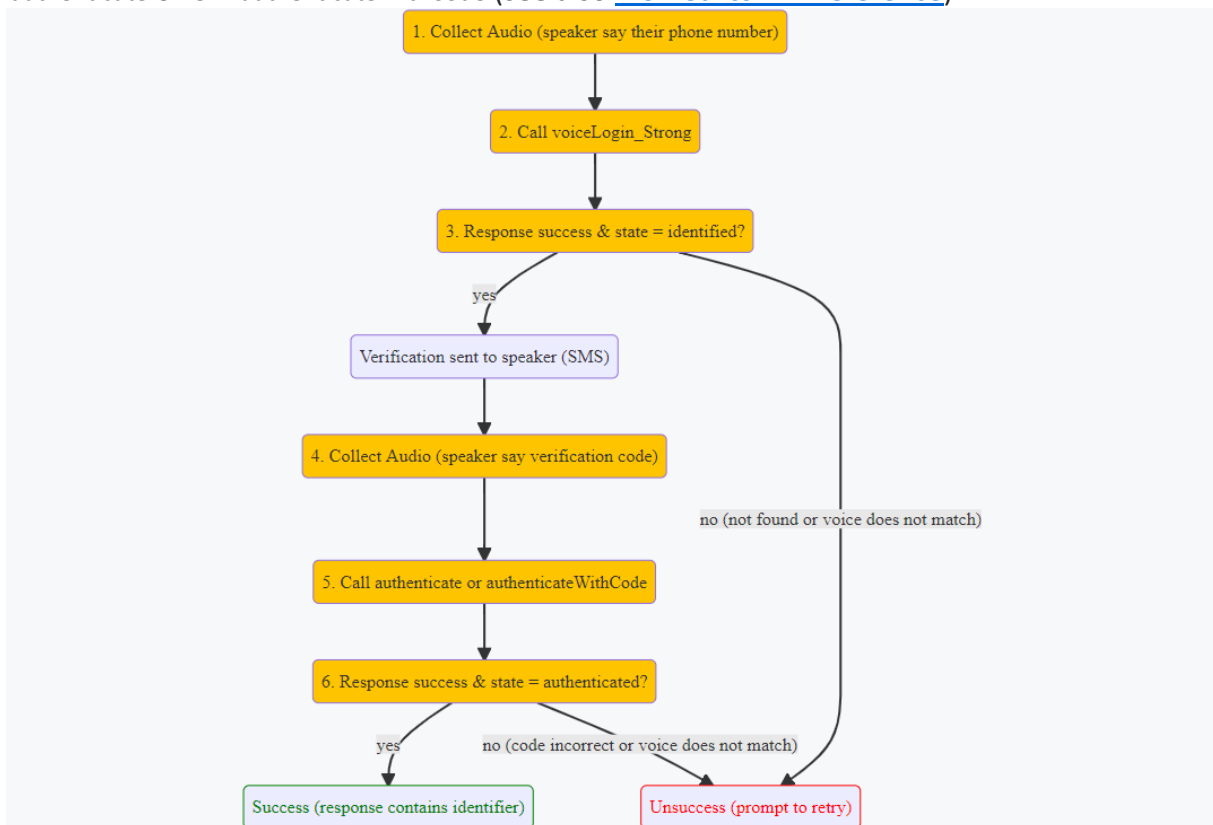 1. Collect Audio (speaker say their phone number)
2. Call voiceLogin_Strong
3. Response success & state = identified?
yes
Verification sent to speaker (SMS)
4. Collect Audio (speaker say verification code)
no (not found or voice does not match)
5. Call authenticate or authenticateWithCode
6. Response success & state = authenticated?
yes
no (code incorrect or voice does not match)
Success (response contains identifier)
Unsuccess (prompt to retry)